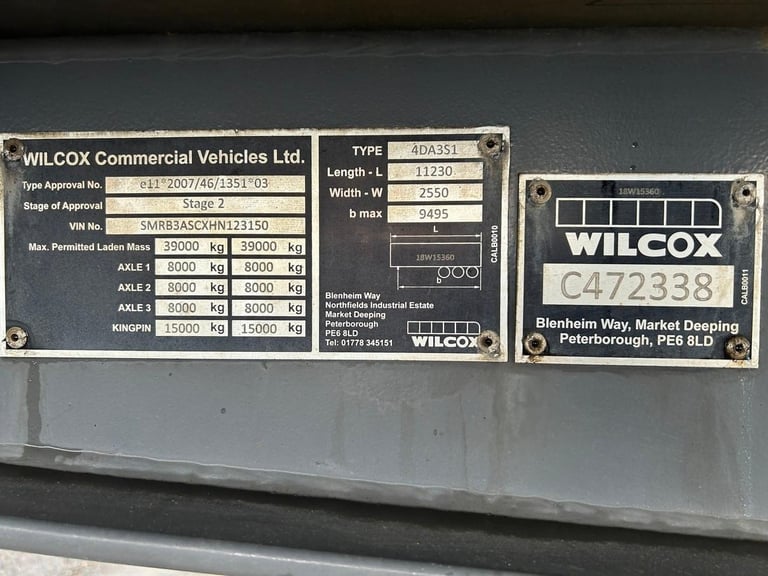 WILCOX Commercial Vehicles Ltd.
Type Approval No. e11*2007/46/1351*03
Stage of Approval Stage 2
VIN No. SMRB3ASCXHN123150
Max. Permitted Laden Mass 39000 kg 39000 kg
AXLE 1 8000 kg 8000 kg
AXLE 2 8000 kg 8000 kg
AXLE 3 8000 kg 8000 kg
KINGPIN 15000 kg 15000 kg
TYPE 4DA3S1
Length - L 11230
Width - W 2550
b max 9495
L
18W15360
b
CALB0010
Blenheim Way
Northfields Industrial Estate
Market Deeping
Peterborough
PE6 8LD
Tel: 01778 345151
WILCOX
18W15360
WILCOX
C472338
CALB0011
Blenheim Way, Market Deeping
Peterborough, PE6 8LD